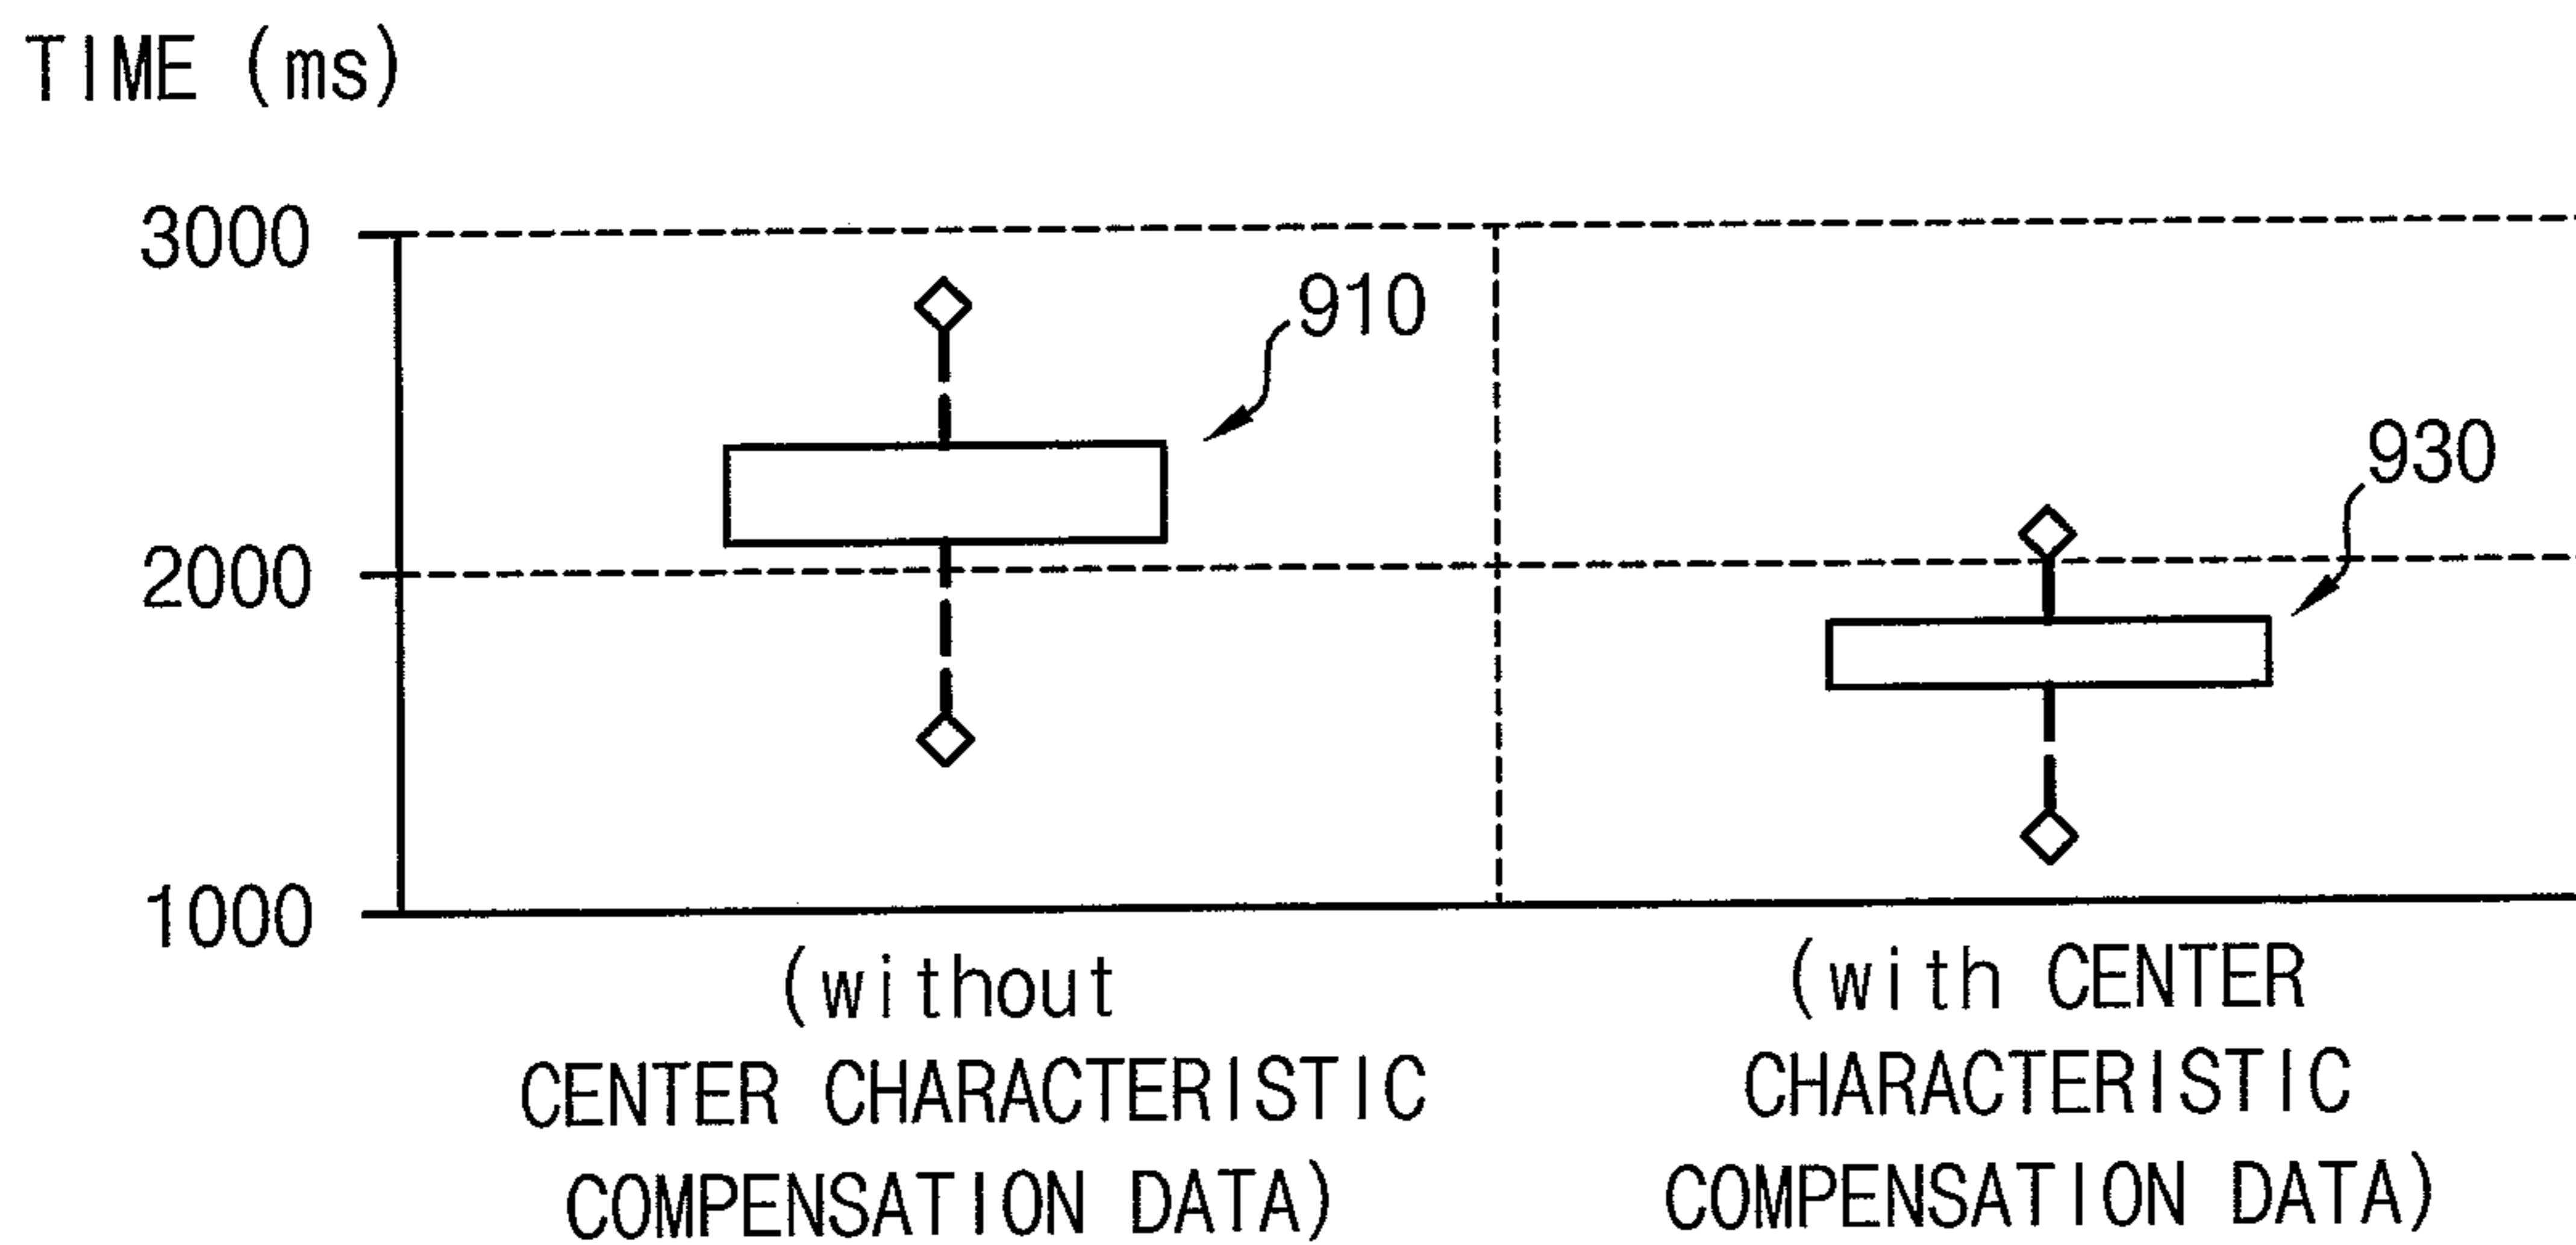 TIME (ms)
3000
910
930
2000
1000
(without
CENTER CHARACTERISTIC
COMPENSATION DATA)
(with CENTER
CHARACTERISTIC
COMPENSATION DATA)